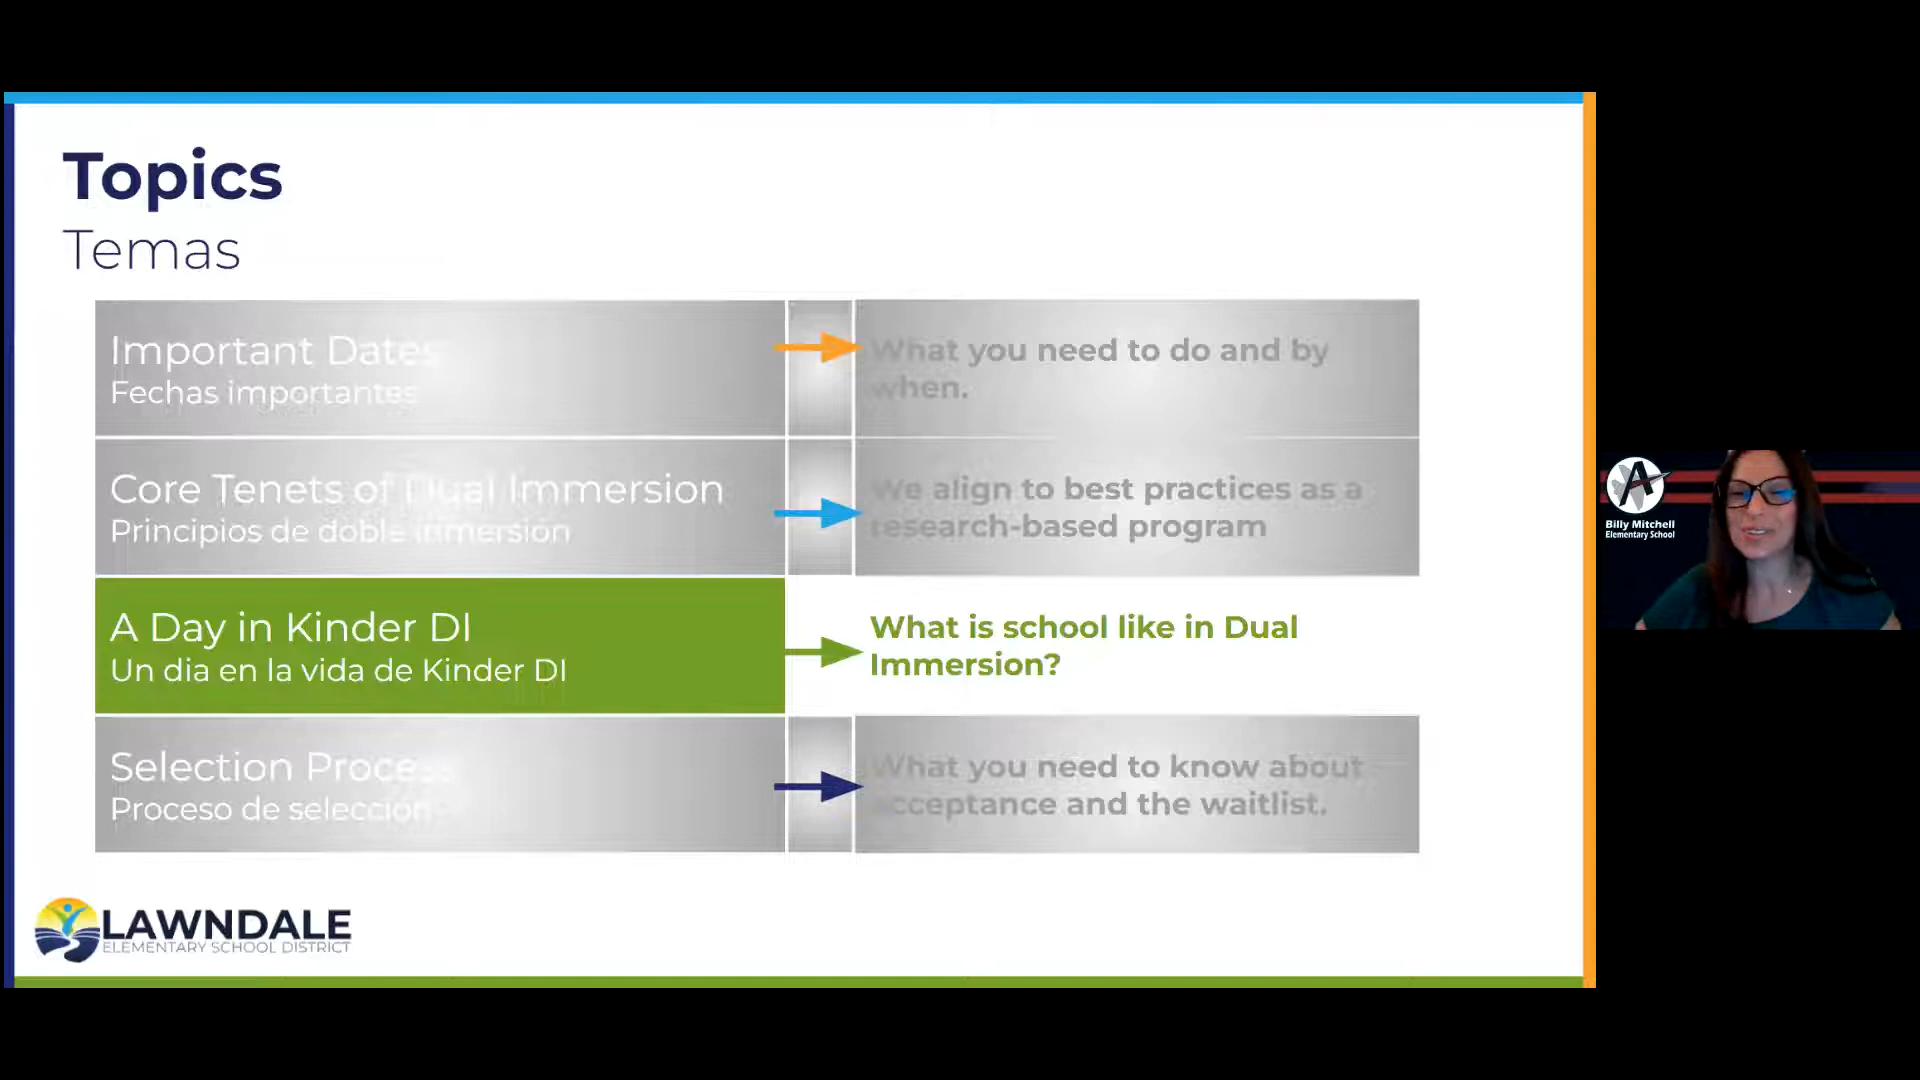 Topics
Temas
Important Dates
Fechas importantes
What you need to do and by
when.
Core Tenets of Dual Immersion
Principios de doble inmersión
We align to best practices as a
research-based program
A Day in Kinder DI
Un dia en la vida de Kinder DI
What is school like in Dual
Immersion?
Selection Process
Proceso de selección
What you need to know about
acceptance and the waitlist.
LAWNDALE
ELEMENTARY SCHOOL DISTRICT
Billy Mitchell
Elementary School